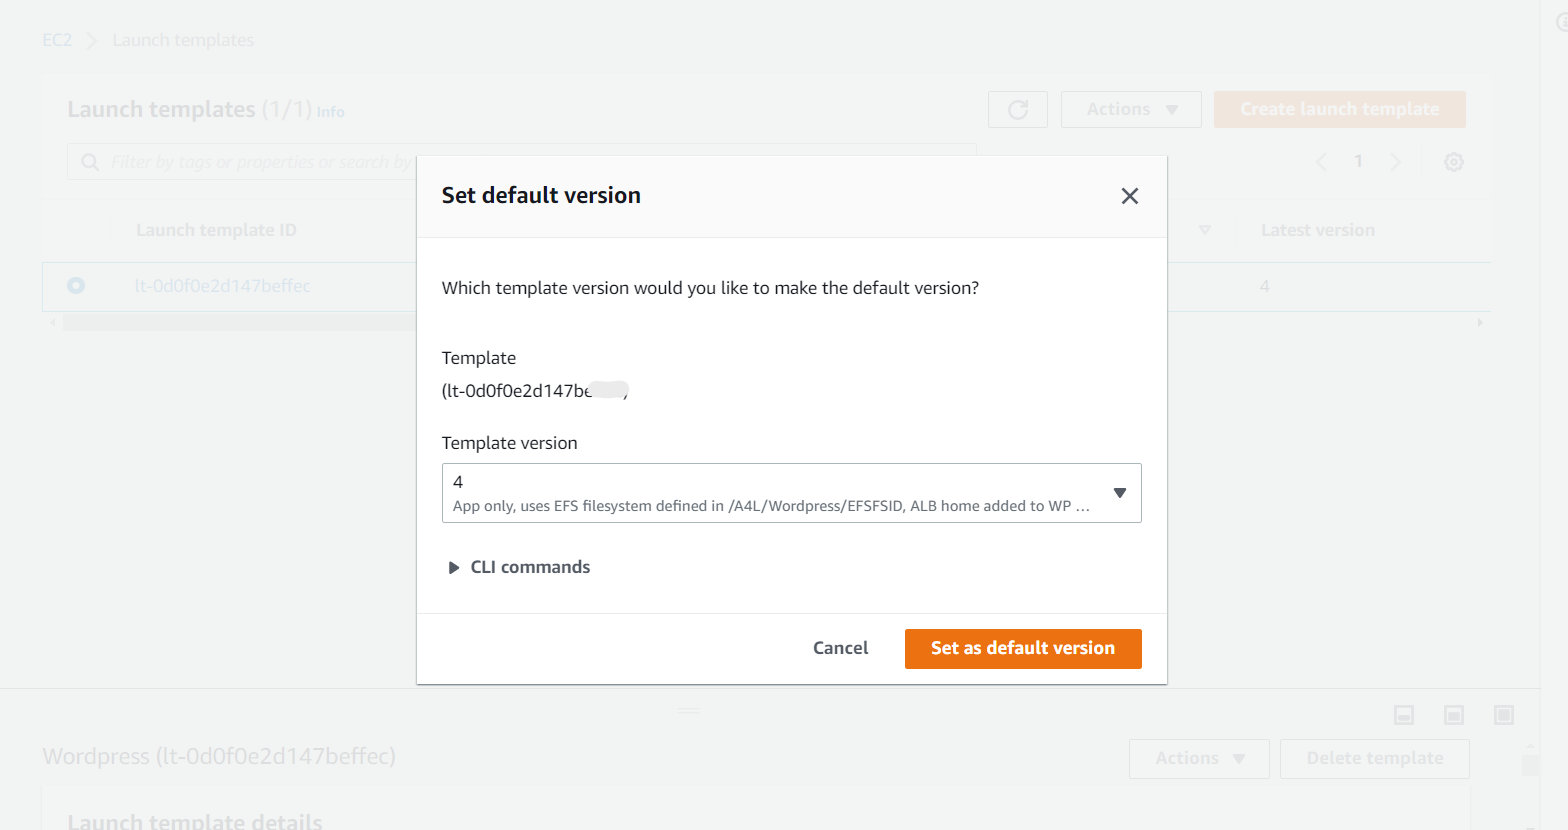 EC2 Launch templates
Launch templates (1/1) Info
Actions
Create launch template
Filter by tags or properties or search by
1
Launch template ID
Latest version
lt-0d0f0e2d147beffec
4
Set default version
Which template version would you like to make the default version?
Template
(lt-0d0f0e2d147be
Template version
4
App only, uses EFS filesystem defined in /A4L/Wordpress/EFSFSID, ALB home added to WP ...
CLI commands
Cancel
Set as default version
Wordpress (lt-0d0f0e2d147beffec)
Actions
Delete template
Launch template details